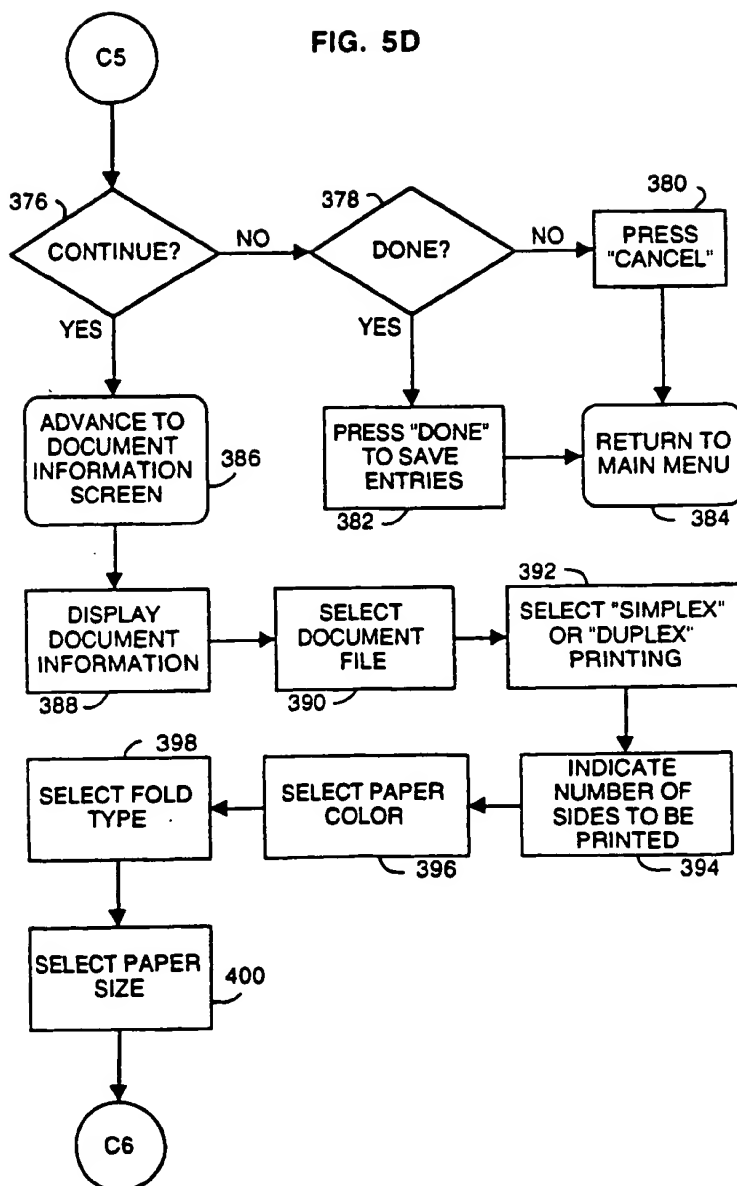 FIG. 5D
C5
376
CONTINUE?
NO
YES
378
DONE?
NO
YES
380
PRESS
"CANCEL"
ADVANCE TO
DOCUMENT
INFORMATION
SCREEN
386
PRESS "DONE"
TO SAVE
ENTRIES
382
RETURN TO
MAIN MENU
384
DISPLAY
DOCUMENT
INFORMATION
388
SELECT
DOCUMENT
FILE
390
392
SELECT "SIMPLEX"
OR "DUPLEX"
PRINTING
INDICATE
NUMBER OF
SIDES TO BE
PRINTED
394
SELECT PAPER
COLOR
396
398
SELECT FOLD
TYPE
SELECT PAPER
SIZE
400
C6